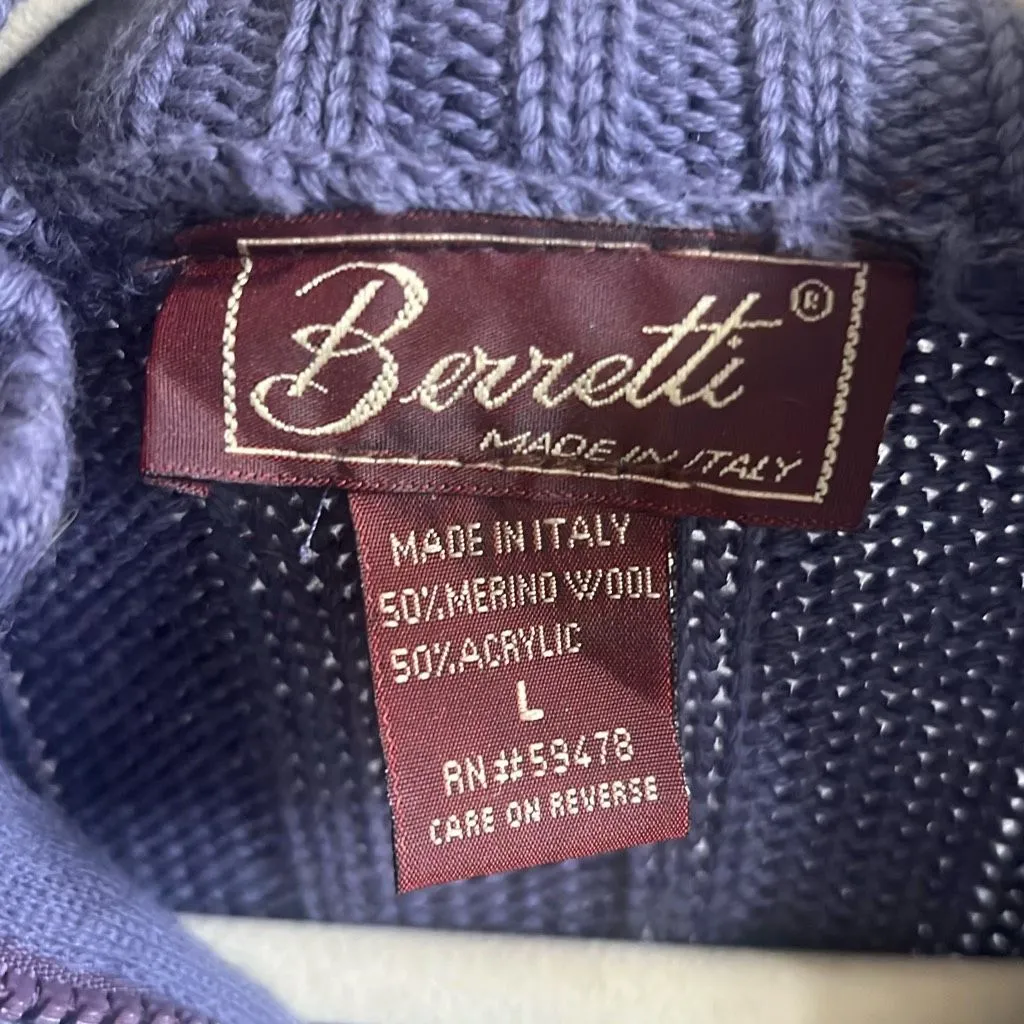 Berretti ®
MADE IN ITALY
MADE IN ITALY
50% MERINO WOOL
50% ACRYLIC
L
RN#59478
CARE ON REVERSE